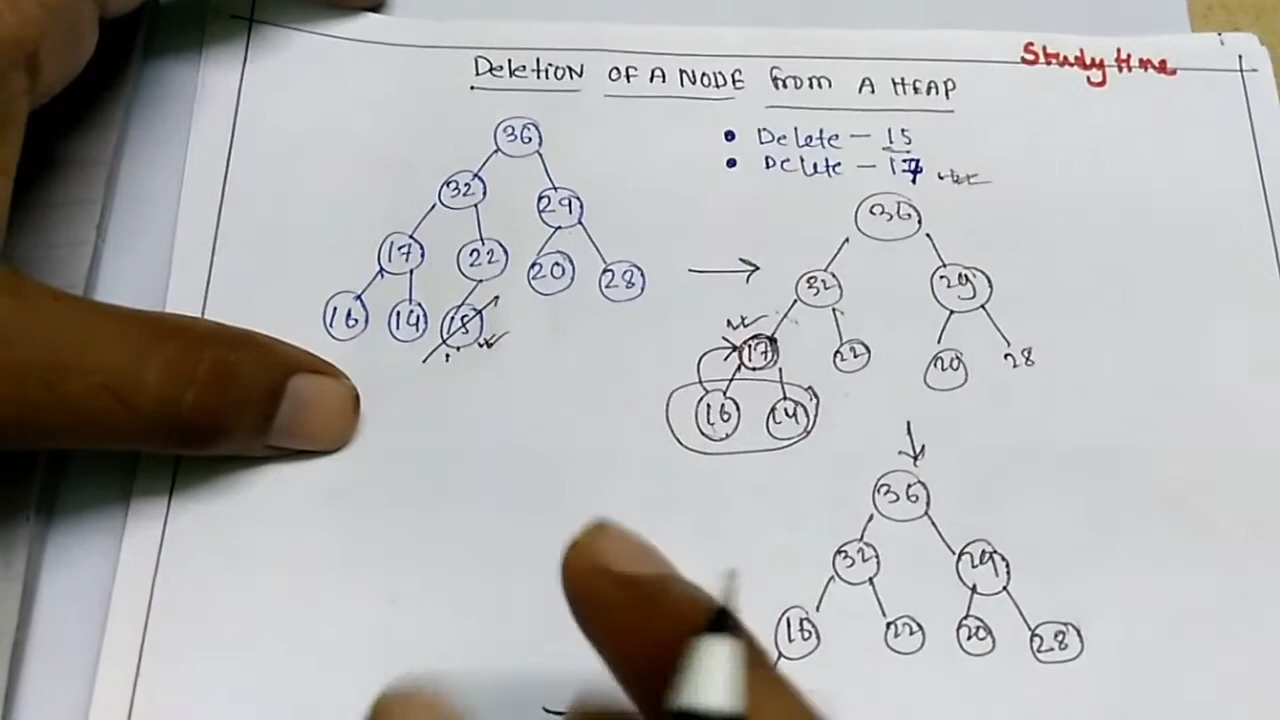 Study time
Deletion OF A NODE from A HEAP
• Delete - 15
• Delete - 17
36
32 29
17 22 20 28
16 14 15
36
32 29
17 22 20 28
16 14
36
32 29
16 22 20 28